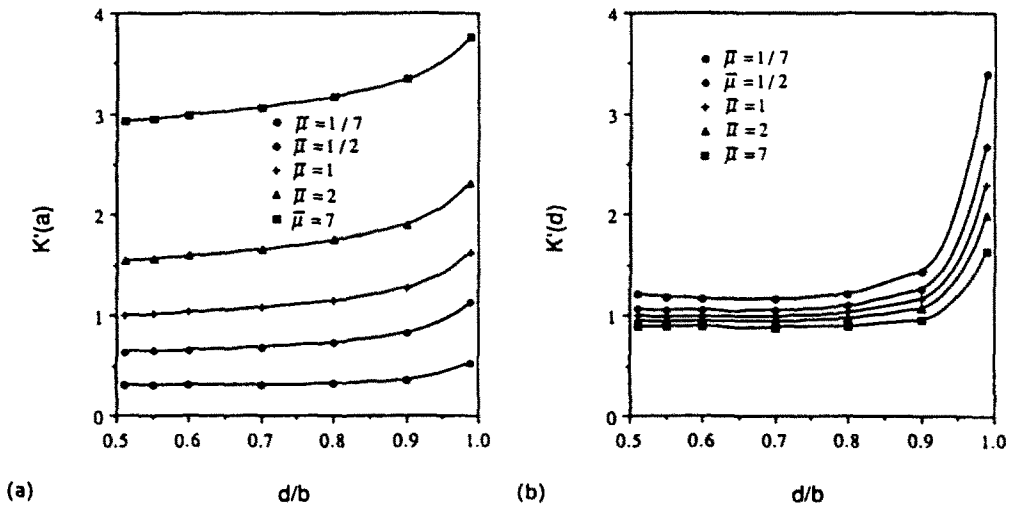 4
3
2
1
0
K'(a)
μ̅ = 1 / 7
μ̅ = 1 / 2
μ̅ = 1
μ̅ = 2
μ̅ = 7
0.5 0.6 0.7 0.8 0.9 1.0
(a)
d/b
4
3
2
1
0
K'(d)
μ̅ = 1 / 7
μ̅ = 1 / 2
μ̅ = 1
μ̅ = 2
μ̅ = 7
0.5 0.6 0.7 0.8 0.9 1.0
(b)
d/b